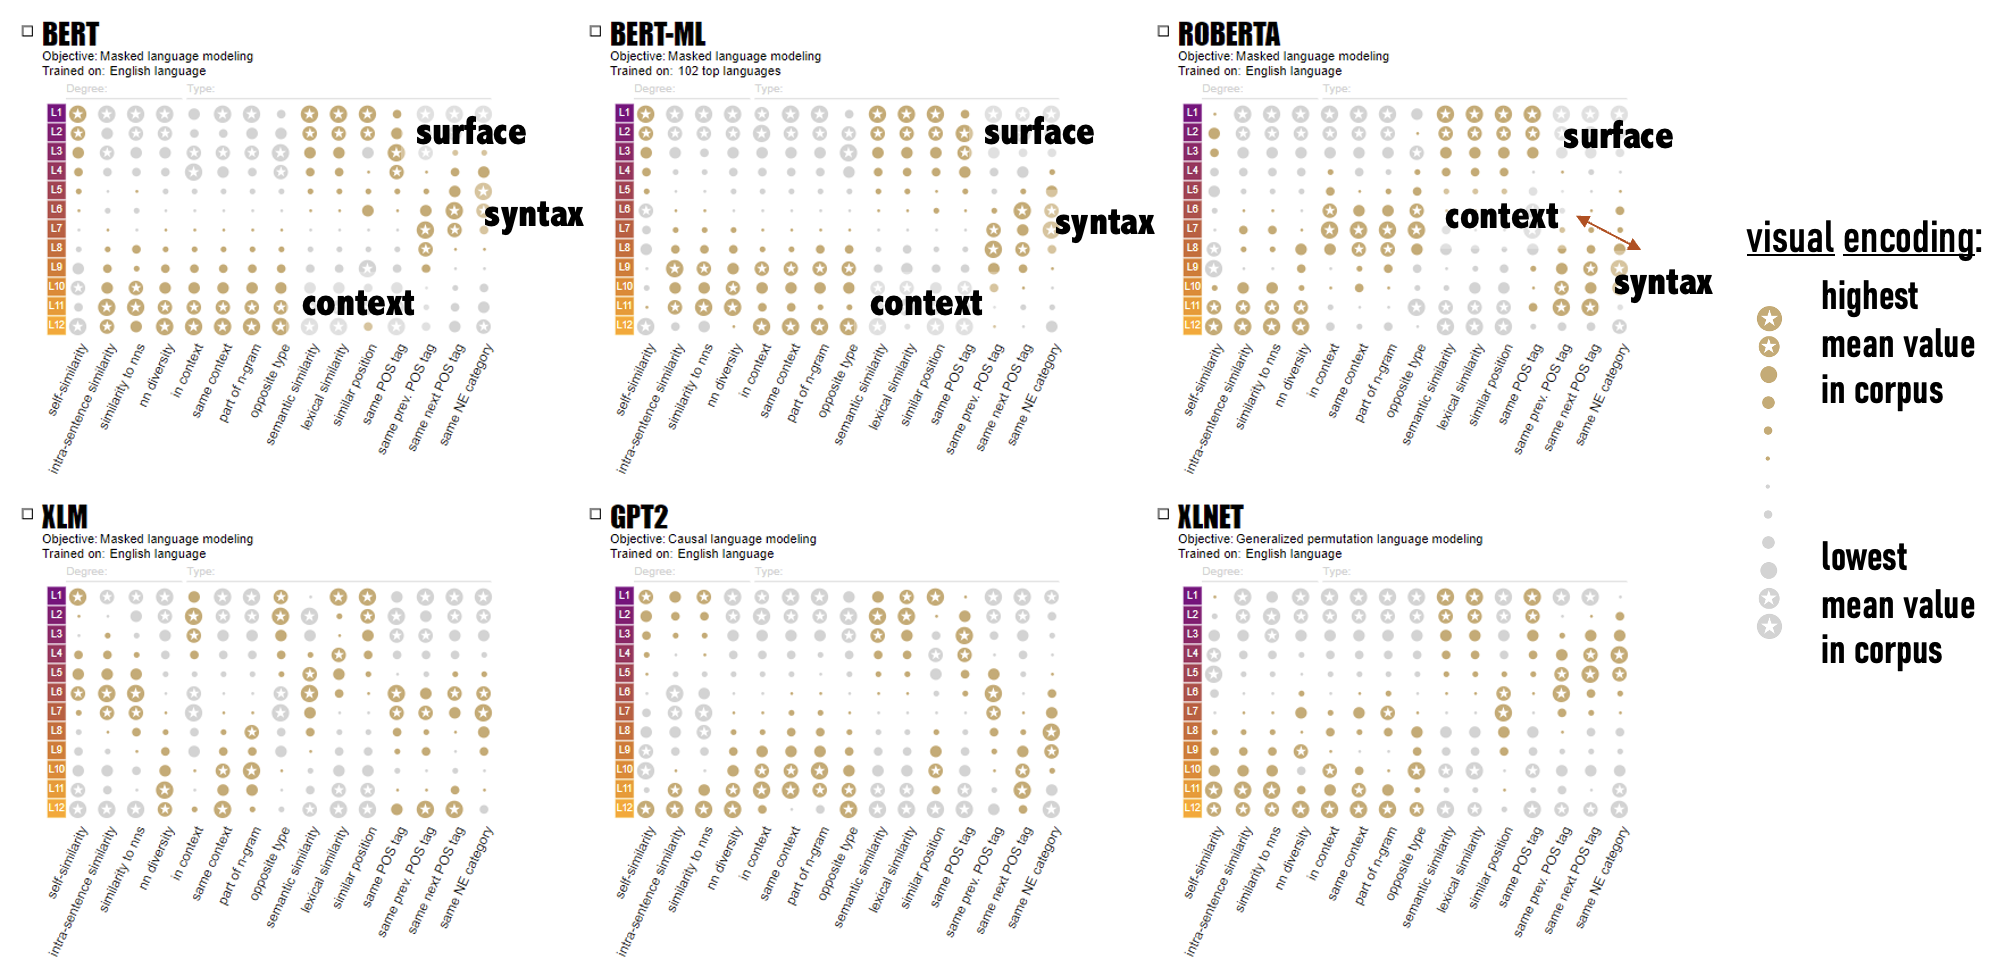 BERT
Objective: Masked language modeling
Trained on: English language
Degree: Type:
L1
L2
L3
L4
L5
L6
L7
L8
L9
L10
L11
L12
surface
syntax
context
self-similarity
intra-sentence similarity
similarity to nns
nn diversity
in context
same context
part of n-gram
opposite type
semantic similarity
lexical similarity
similar position
same POS tag
same prev. POS tag
same next POS tag
same NE category
BERT-ML
Objective: Masked language modeling
Trained on: 102 top languages
Degree: Type:
L1
L2
L3
L4
L5
L6
L7
L8
L9
L10
L11
L12
surface
syntax
context
self-similarity
intra-sentence similarity
similarity to nns
nn diversity
in context
same context
part of n-gram
opposite type
semantic similarity
lexical similarity
similar position
same POS tag
same prev. POS tag
same next POS tag
same NE category
ROBERTA
Objective: Masked language modeling
Trained on: English language
Degree: Type:
L1
L2
L3
L4
L5
L6
L7
L8
L9
L10
L11
L12
surface
context
syntax
self-similarity
intra-sentence similarity
similarity to nns
nn diversity
in context
same context
part of n-gram
opposite type
semantic similarity
lexical similarity
similar position
same POS tag
same prev. POS tag
same next POS tag
same NE category
visual encoding:
highest
mean value
in corpus
lowest
mean value
in corpus
XLM
Objective: Masked language modeling
Trained on: English language
Degree: Type:
L1
L2
L3
L4
L5
L6
L7
L8
L9
L10
L11
L12
self-similarity
intra-sentence similarity
similarity to nns
nn diversity
in context
same context
part of n-gram
opposite type
semantic similarity
lexical similarity
similar position
same POS tag
same prev. POS tag
same next POS tag
same NE category
GPT2
Objective: Causal language modeling
Trained on: English language
Degree: Type:
L1
L2
L3
L4
L5
L6
L7
L8
L9
L10
L11
L12
self-similarity
intra-sentence similarity
similarity to nns
nn diversity
in context
same context
part of n-gram
opposite type
semantic similarity
lexical similarity
similar position
same POS tag
same prev. POS tag
same next POS tag
same NE category
XLNET
Objective: Generalized permutation language modeling
Trained on: English language
Degree: Type:
L1
L2
L3
L4
L5
L6
L7
L8
L9
L10
L11
L12
self-similarity
intra-sentence similarity
similarity to nns
nn diversity
in context
same context
part of n-gram
opposite type
semantic similarity
lexical similarity
similar position
same POS tag
same prev. POS tag
same next POS tag
same NE category